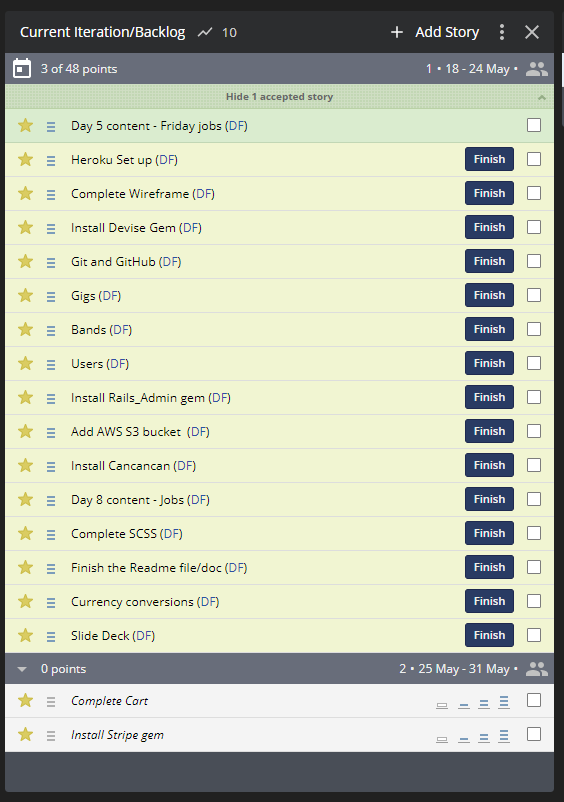 Current Iteration/Backlog 10 + Add Story
3 of 48 points 1 • 18 - 24 May •
Hide 1 accepted story
Day 5 content - Friday jobs (DF)
Heroku Set up (DF) Finish
Complete Wireframe (DF) Finish
Install Devise Gem (DF) Finish
Git and GitHub (DF) Finish
Gigs (DF) Finish
Bands (DF) Finish
Users (DF) Finish
Install Rails_Admin gem (DF) Finish
Add AWS S3 bucket (DF) Finish
Install Cancancan (DF) Finish
Day 8 content - Jobs (DF) Finish
Complete SCSS (DF) Finish
Finish the Readme file/doc (DF) Finish
Currency conversions (DF) Finish
Slide Deck (DF) Finish
0 points 2 • 25 May - 31 May •
Complete Cart
Install Stripe gem